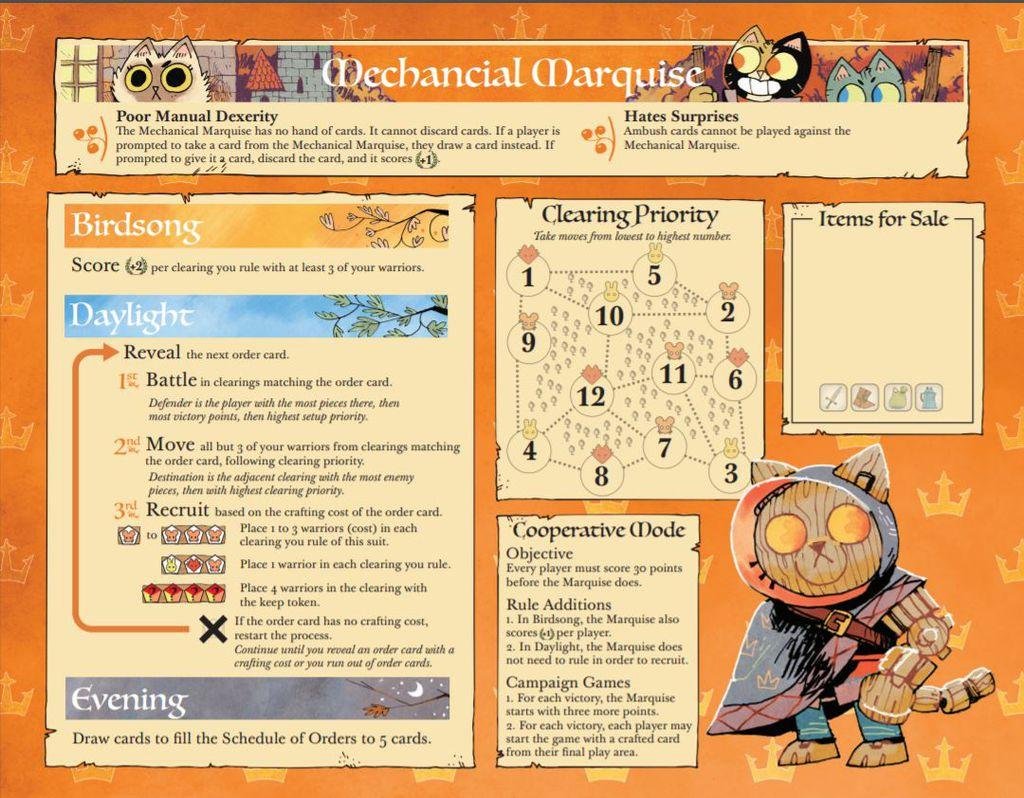 Mechancial Marquise
Poor Manual Dexerity
The Mechanical Marquise has no hand of cards. It cannot discard cards. If a player is
prompted to take a card from the Mechanical Marquise, they draw a card instead. If
prompted to give it a card, discard the card, and it scores +1.
Hates Surprises
Ambush cards cannot be played against the
Mechanical Marquise.
Birdsong
Score +2 per clearing you rule with at least 3 of your warriors.
Daylight
Reveal the next order card.
1st Battle in clearings matching the order card.
Defender is the player with the most pieces there, then
most victory points, then highest setup priority.
2nd Move all but 3 of your warriors from clearings matching
the order card, following clearing priority.
Destination is the adjacent clearing with the most enemy
pieces, then with highest clearing priority.
3rd Recruit based on the crafting cost of the order card.
to
Place 1 to 3 warriors (cost) in each
clearing you rule of this suit.
Place 1 warrior in each clearing you rule.
? ? ? ?
Place 4 warriors in the clearing with
the keep token.
If the order card has no crafting cost,
restart the process.
Continue until you reveal an order card with a
crafting cost or you run out of order cards.
Evening
Draw cards to fill the Schedule of Orders to 5 cards.
Clearing Priority
Take moves from lowest to highest number.
1
5
10
2
9
11
6
12
4
7
8
3
Items for Sale
Cooperative Mode
Objective
Every player must score 30 points
before the Marquise does.
Rule Additions
1. In Birdsong, the Marquise also
scores +1 per player.
2. In Daylight, the Marquise does
not need to rule in order to recruit.
Campaign Games
1. For each victory, the Marquise
starts with three more points.
2. For each victory, each player may
start the game with a crafted card
from their final play area.